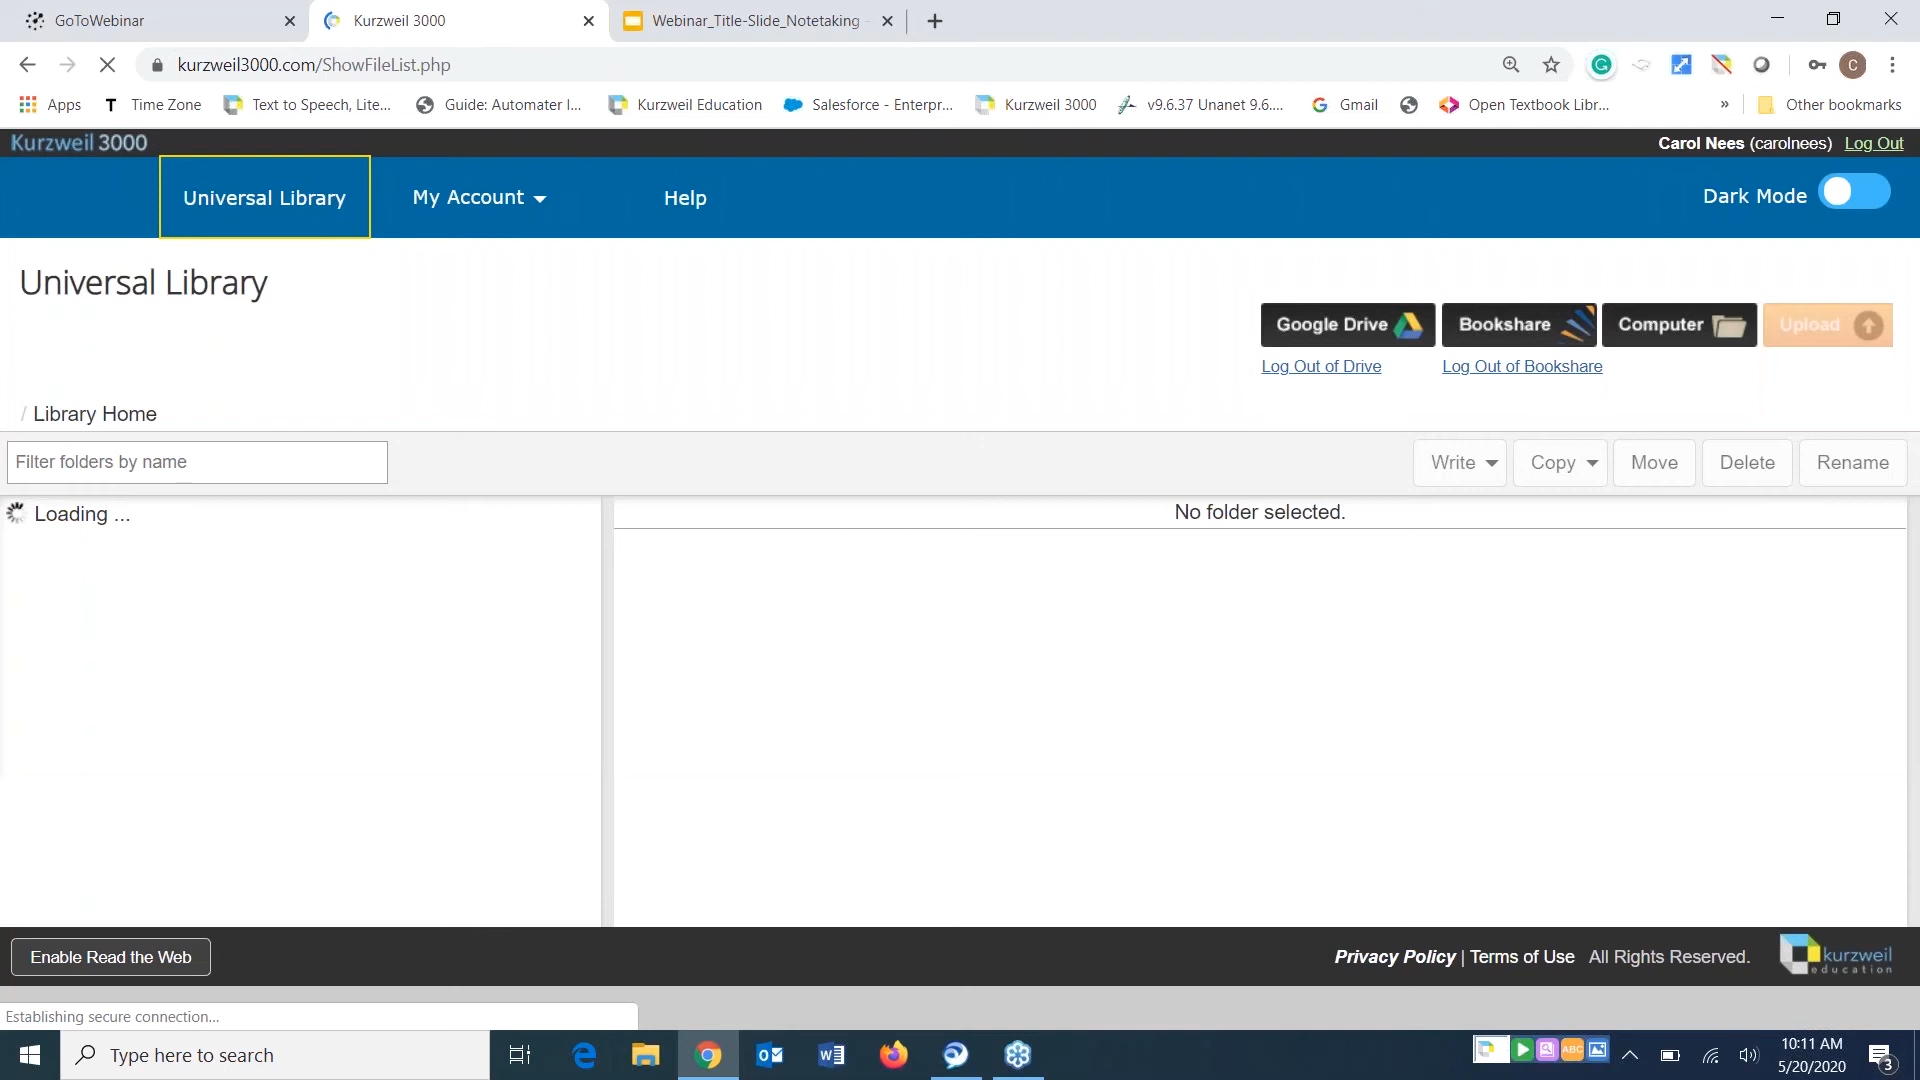 GoToWebinar
Kurzweil 3000
Webinar_Title-Slide_Notetaking
kurzweil3000.com/ShowFileList.php
C
Apps
T Time Zone
Text to Speech, Lite...
Guide: Automater I...
Kurzweil Education
Salesforce - Enterpr...
Kurzweil 3000
v9.6.37 Unanet 9.6....
Gmail
Open Textbook Libr...
»
Other bookmarks
Kurzweil 3000
Carol Nees (carolnees) Log Out
Universal Library
My Account
Help
Dark Mode
Universal Library
Google Drive
Bookshare
Computer
Upload
Log Out of Drive
Log Out of Bookshare
/ Library Home
Filter folders by name
Write
Copy
Move
Delete
Rename
Loading ...
No folder selected.
Enable Read the Web
Privacy Policy | Terms of Use All Rights Reserved.
kurzweil
education
Establishing secure connection...
Type here to search
ABC
10:11 AM
5/20/2020
3